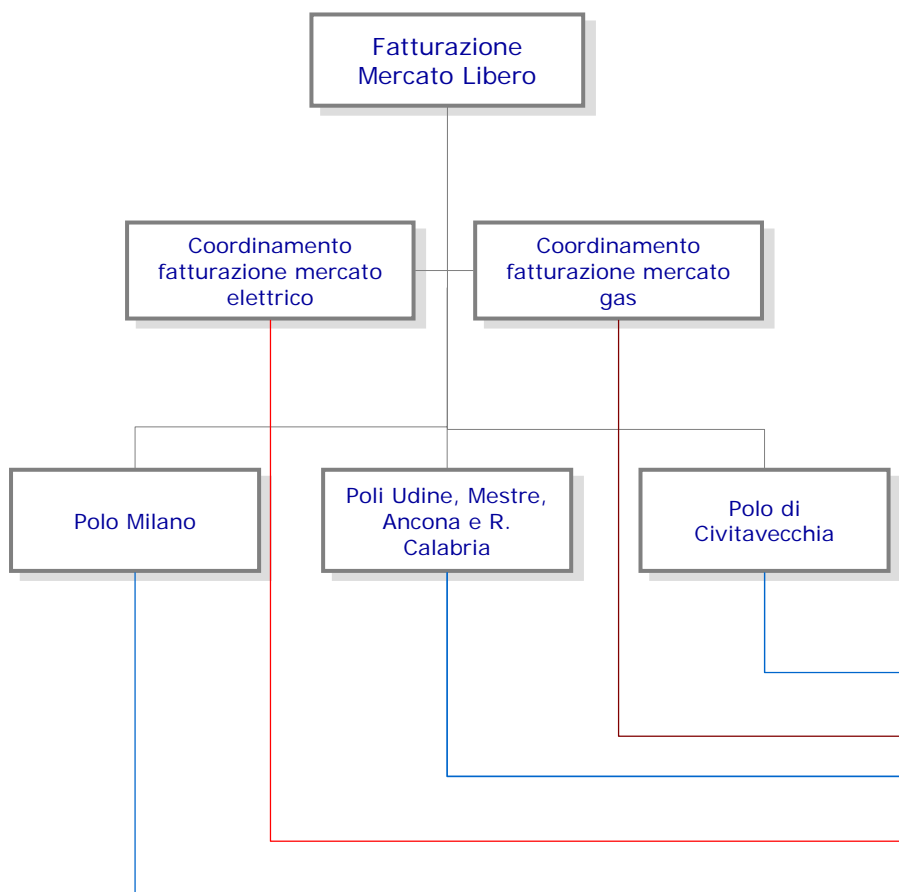 Fatturazione
Mercato Libero
Coordinamento
fatturazione mercato
elettrico
Coordinamento
fatturazione mercato
gas
Polo Milano
Poli Udine, Mestre,
Ancona e R.
Calabria
Polo di
Civitavecchia